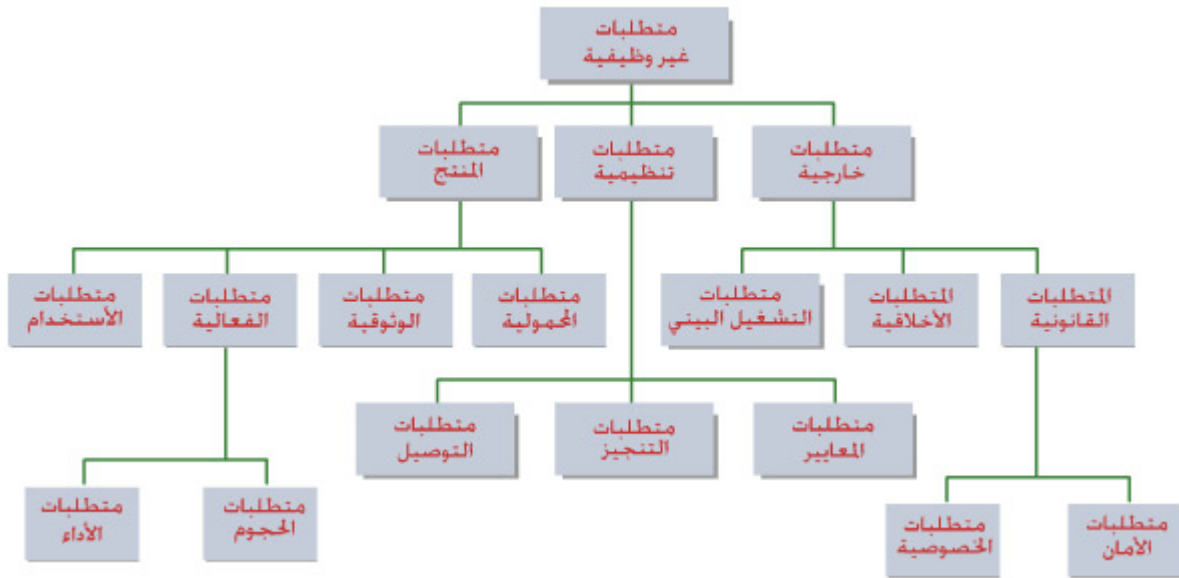 متطلبات
غير وظيفية
متطلبات
خارجية
متطلبات
تنظيمية
متطلبات
المنتج
المتطلبات
القانونية
المتطلبات
الأخلاقية
متطلبات
التشغيل البيني
متطلبات
المحمولية
متطلبات
الوثوقية
متطلبات
الفعالية
متطلبات
الأستخدام
متطلبات
المعايير
متطلبات
التنجيز
متطلبات
التوصيل
متطلبات
الأمان
متطلبات
الخصوصية
متطلبات
الحجوم
متطلبات
الأداء